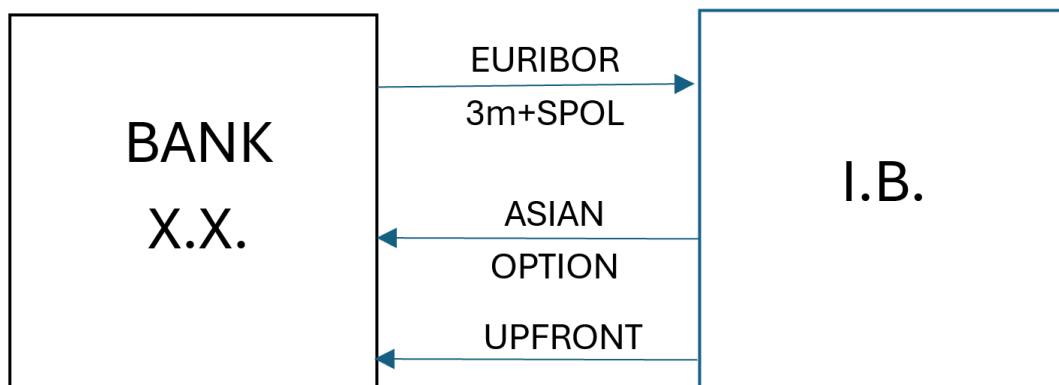 BANK
X.X.
EURIBOR
3m+SPOL
ASIAN
OPTION
UPFRONT
I.B.